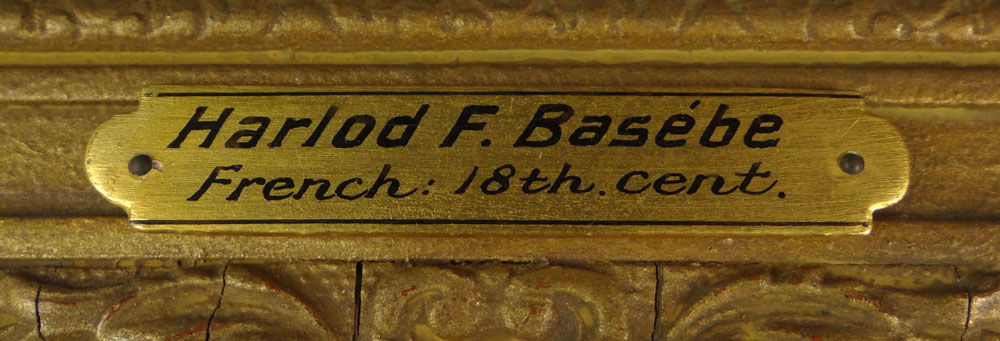 Harlod F. Basébe
French: 18th. cent.